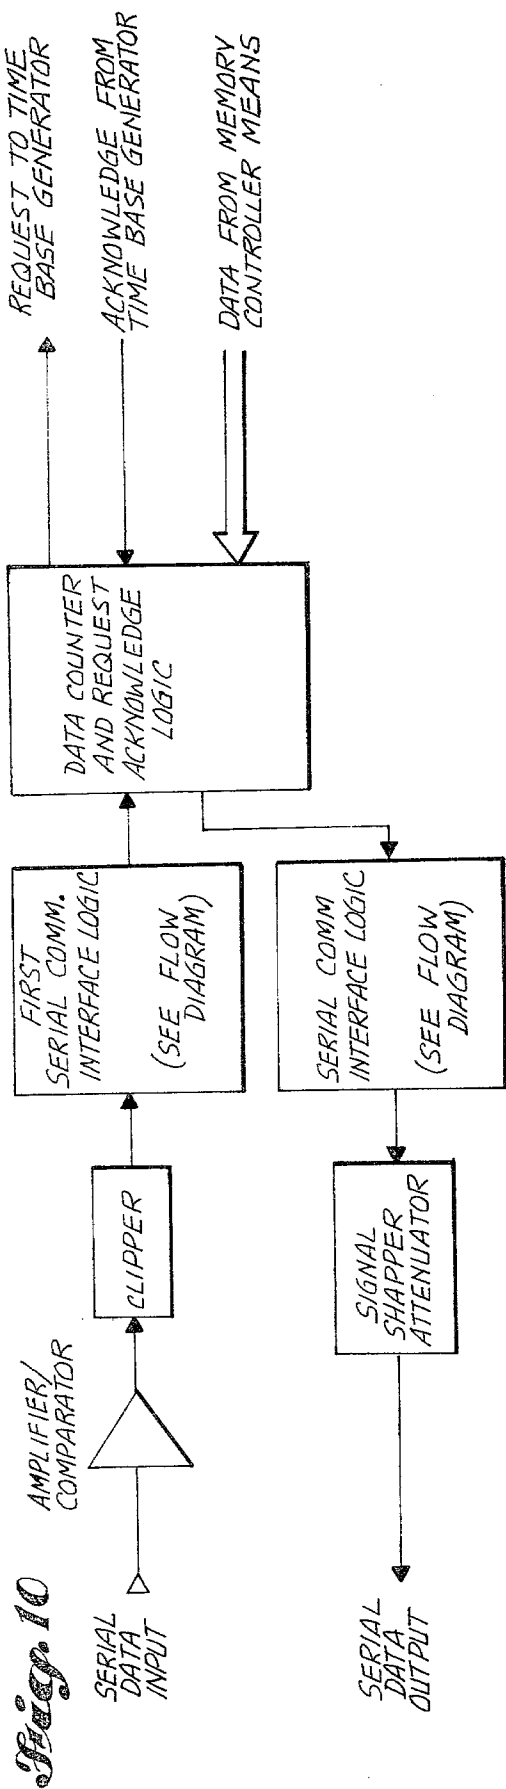 Fig. 10
SERIAL
DATA
INPUT
AMPLIFIER/
COMPARATOR
CLIPPER
FIRST
SERIAL COMM.
INTERFACE LOGIC
(SEE FLOW
DIAGRAM)
DATA COUNTER
AND REQUEST
ACKNOWLEDGE
LOGIC
REQUEST TO TIME
BASE GENERATOR
ACKNOWLEDGE FROM
TIME BASE GENERATOR
DATA FROM MEMORY
CONTROLLER MEANS
SERIAL
DATA
OUTPUT
SIGNAL
SHAPPER
ATTENUATOR
SERIAL COMM
INTERFACE LOGIC
(SEE FLOW
DIAGRAM)